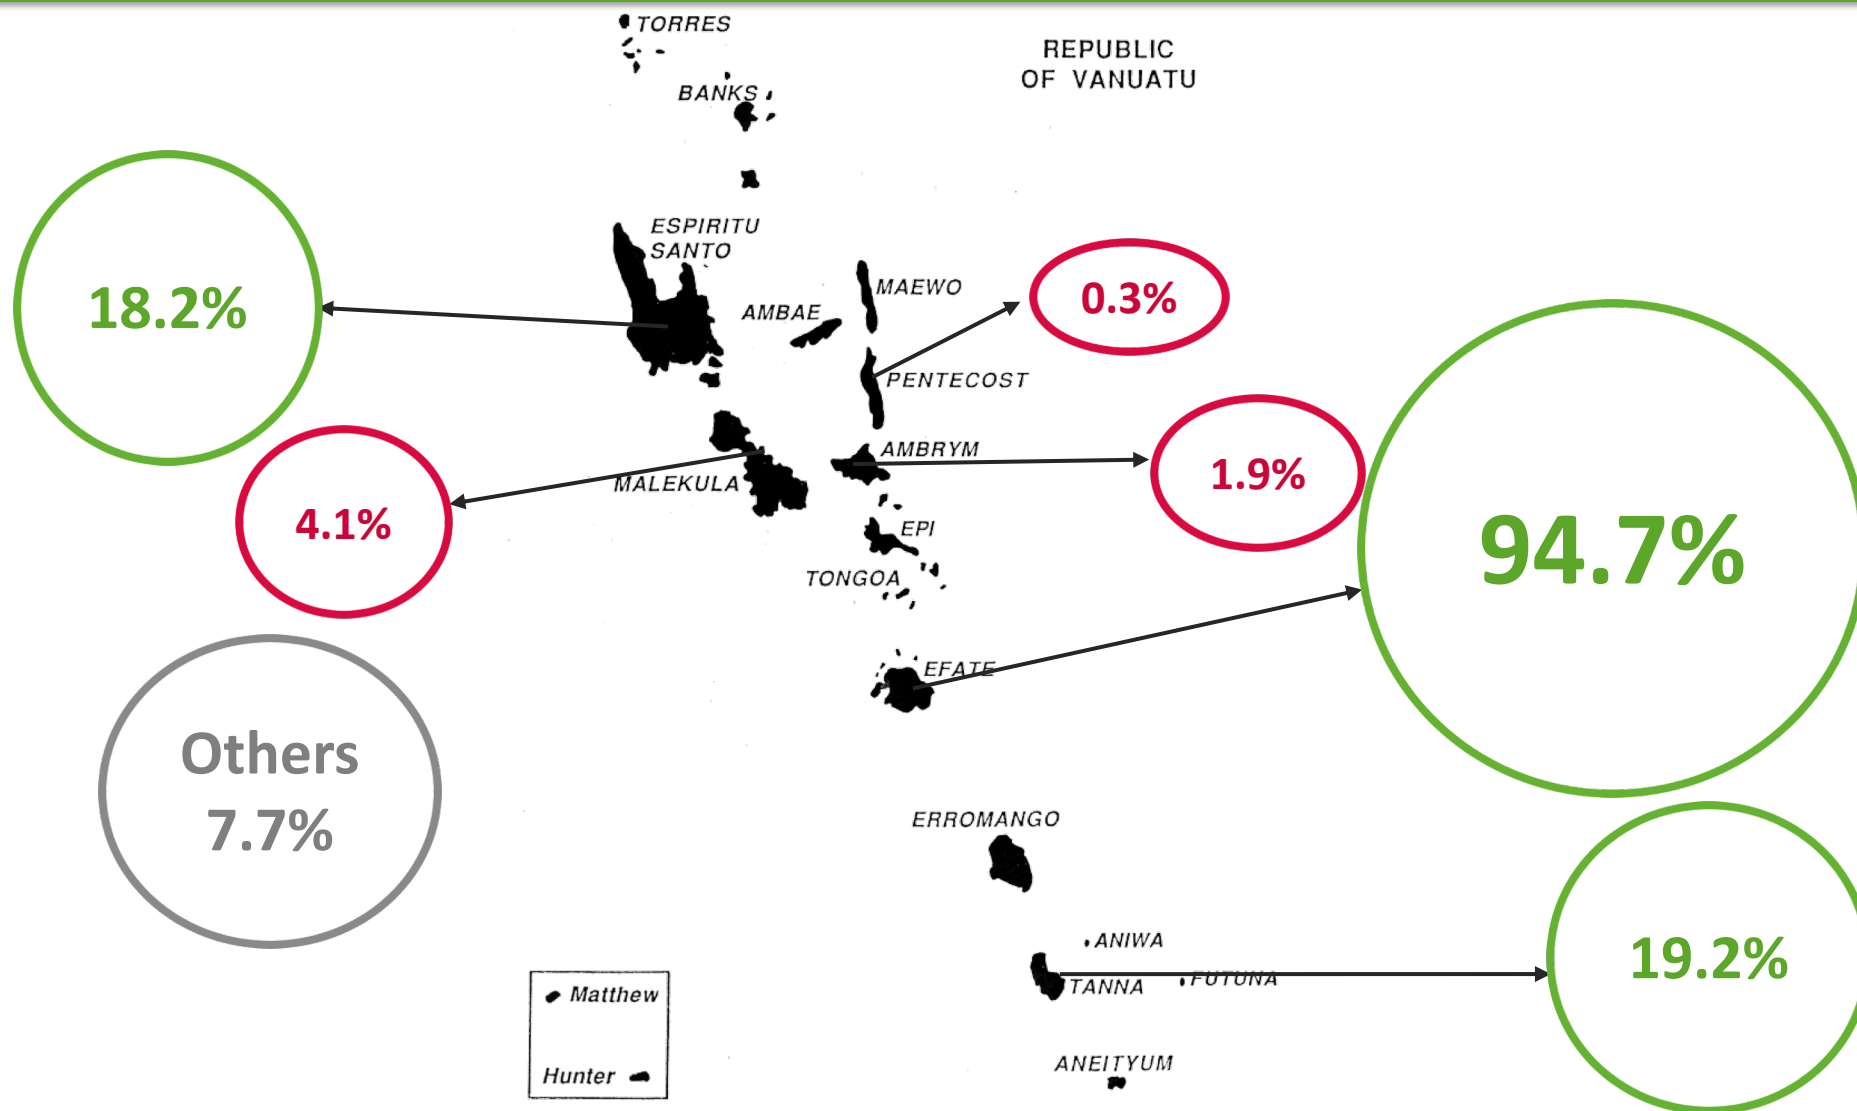 TORRES
REPUBLIC
OF VANUATU
BANKS
ESPIRITU
SANTO
MAEWO
0.3%
18.2%
AMBAE
PENTECOST
AMBRYM
1.9%
MALEKULA
4.1%
EPI
94.7%
TONGOA
EFATE
Others
7.7%
ERROMANGO
ANIWA
19.2%
TANNA
FUTUNA
Matthew
Hunter
ANEITYUM